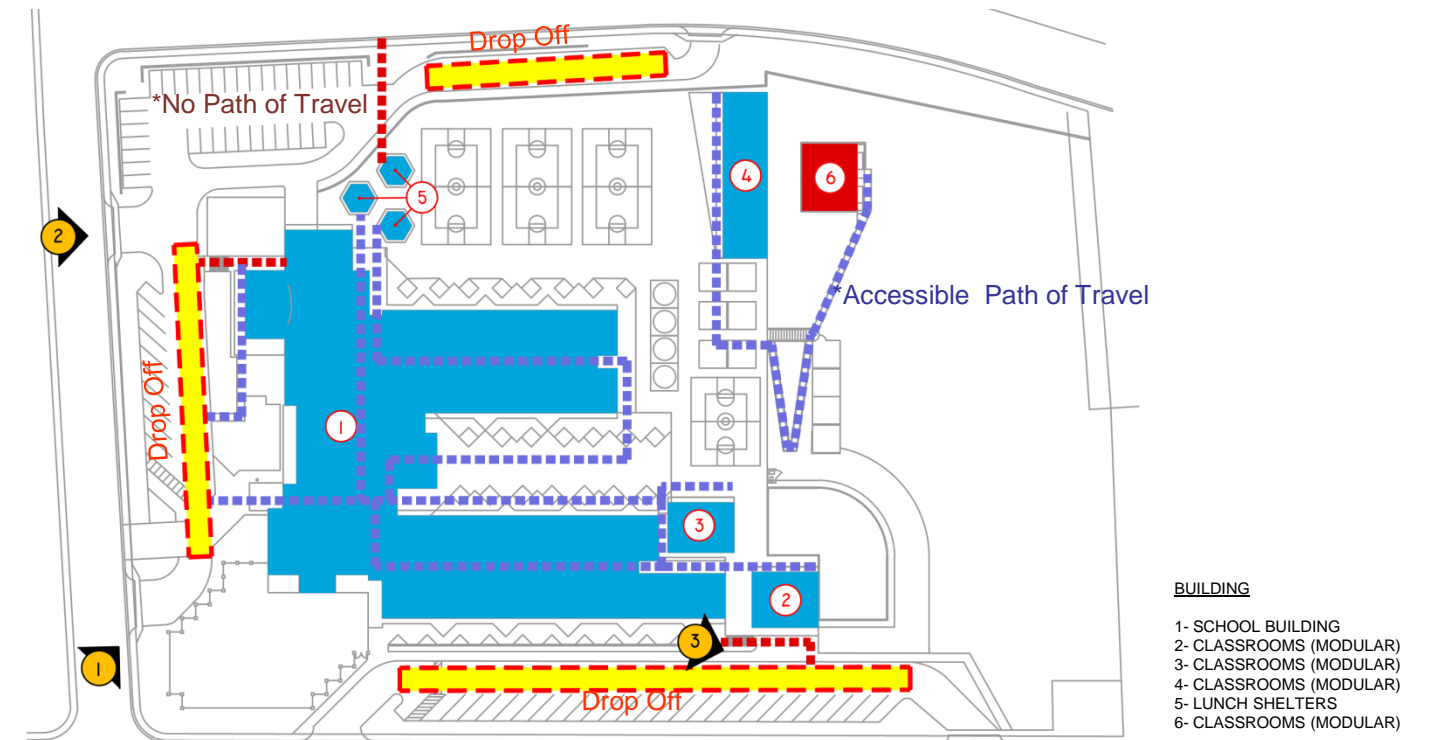 Drop Off
*No Path of Travel
4
6
5
2
*Accessible  Path of Travel
Drop Off
1
3
2
3
1
Drop Off
BUILDING
1- SCHOOL BUILDING
2- CLASSROOMS (MODULAR)
3- CLASSROOMS (MODULAR)
4- CLASSROOMS (MODULAR)
5- LUNCH SHELTERS
6- CLASSROOMS (MODULAR)